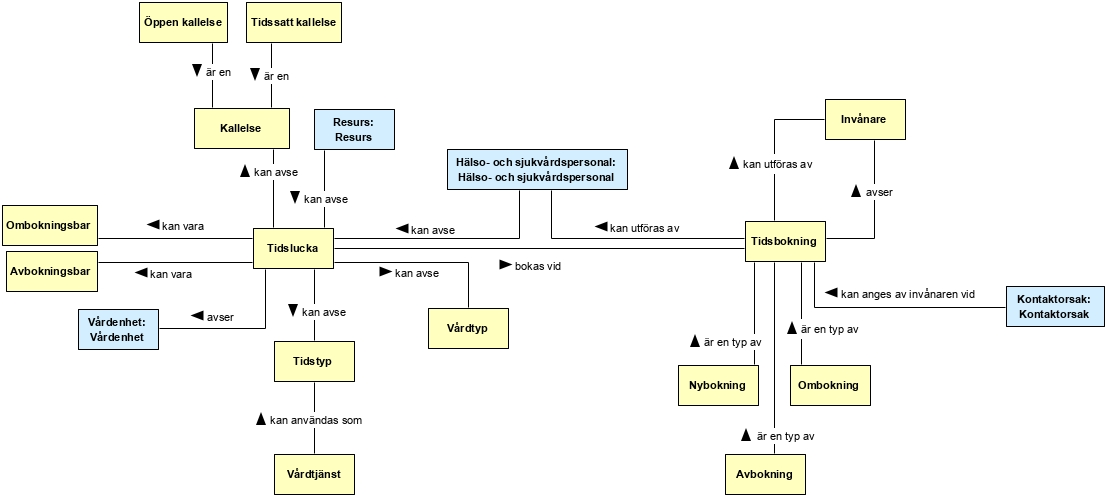 Öppen kallelse
Tidssatt kallelse
är en
är en
Kallelse
Resurs:
Resurs
Invånare
Hälso- och sjukvårdspersonal:
Hälso- och sjukvårdspersonal
kan utföras av
kan avse
avser
kan avse
Ombokningsbar
kan vara
kan avse
kan utföras av
Tidslucka
Tidsbokning
Avbokningsbar
kan vara
kan avse
bokas vid
kan anges av invånaren vid
Kontaktorsak:
Kontaktorsak
Vårdenhet:
Vårdenhet
avser
kan avse
Vårdtyp
är en typ av
är en typ av
Tidstyp
Nybokning
Ombokning
kan användas som
är en typ av
Vårdtjänst
Avbokning